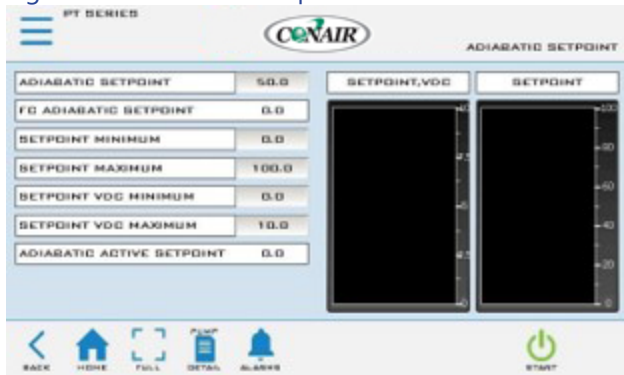 PT SERIES
CONAIR
ADIABATIC SETPOINT
ADIABATIC SETPOINT 50.0
FC ADIABATIC SETPOINT 0.0
SETPOINT MINIMUM 0.0
SETPOINT MAXIMUM 100.0
SETPOINT VDC MINIMUM 0.0
SETPOINT VDC MAXIMUM 10.0
ADIABATIC ACTIVE SETPOINT 0.0
SETPOINT,VDC
SETPOINT
100
80
60
40
20
0
PUMP
BACK HOME FULL DETAIL ALARMS START